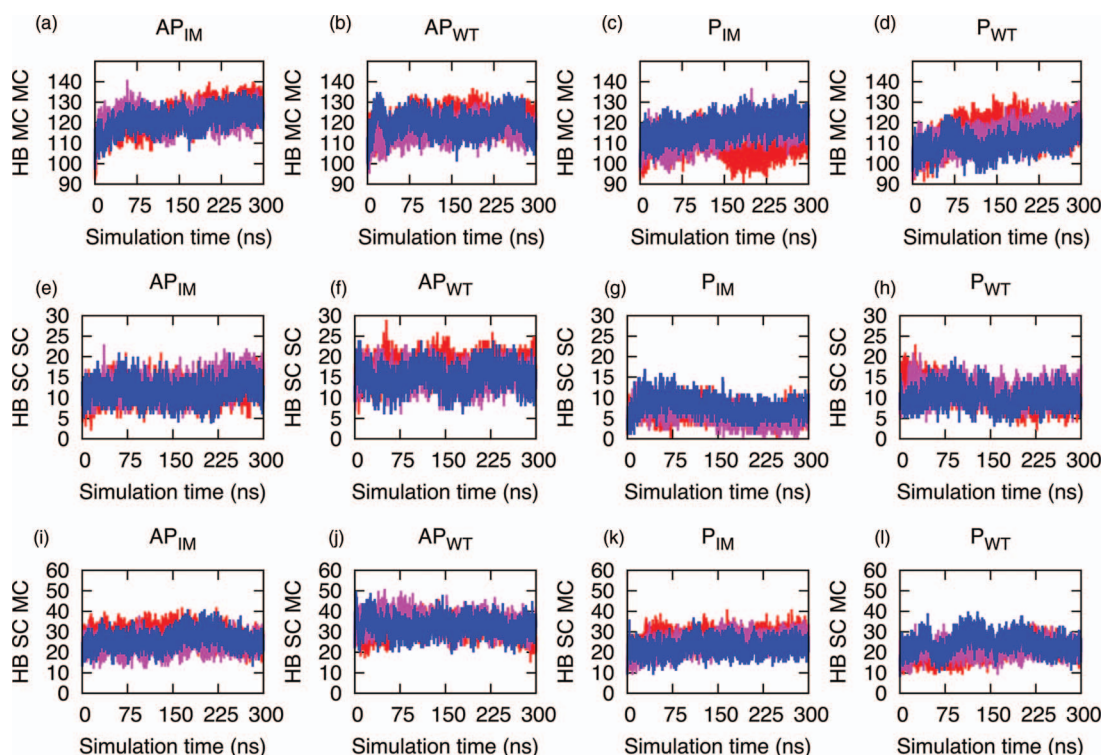 (a) AP_IM (b) AP_WT (c) P_IM (d) P_WT
HB MC MC
140
130
120
110
100
90
0 75 150 225 300
Simulation time (ns)
HB MC MC
140
130
120
110
100
90
0 75 150 225 300
Simulation time (ns)
HB MC MC
140
130
120
110
100
90
0 75 150 225 300
Simulation time (ns)
HB MC MC
140
130
120
110
100
90
0 75 150 225 300
Simulation time (ns)
(e) AP_IM (f) AP_WT (g) P_IM (h) P_WT
HB SC SC
30
25
20
15
10
5
0
0 75 150 225 300
Simulation time (ns)
HB SC SC
30
25
20
15
10
5
0
0 75 150 225 300
Simulation time (ns)
HB SC SC
30
25
20
15
10
5
0
0 75 150 225 300
Simulation time (ns)
HB SC SC
30
25
20
15
10
5
0
0 75 150 225 300
Simulation time (ns)
(i) AP_IM (j) AP_WT (k) P_IM (l) P_WT
HB SC MC
60
50
40
30
20
10
0
0 75 150 225 300
Simulation time (ns)
HB SC MC
60
50
40
30
20
10
0
0 75 150 225 300
Simulation time (ns)
HB SC MC
60
50
40
30
20
10
0
0 75 150 225 300
Simulation time (ns)
HB SC MC
60
50
40
30
20
10
0
0 75 150 225 300
Simulation time (ns)